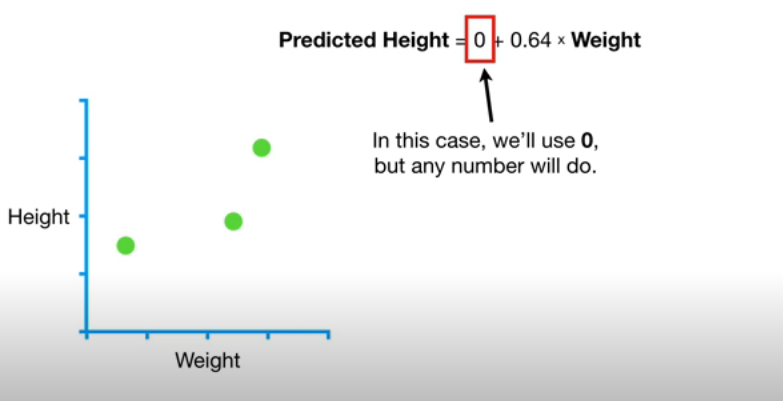 Predicted Height = 0 + 0.64 × Weight
In this case, we'll use 0,
but any number will do.
Height
Weight